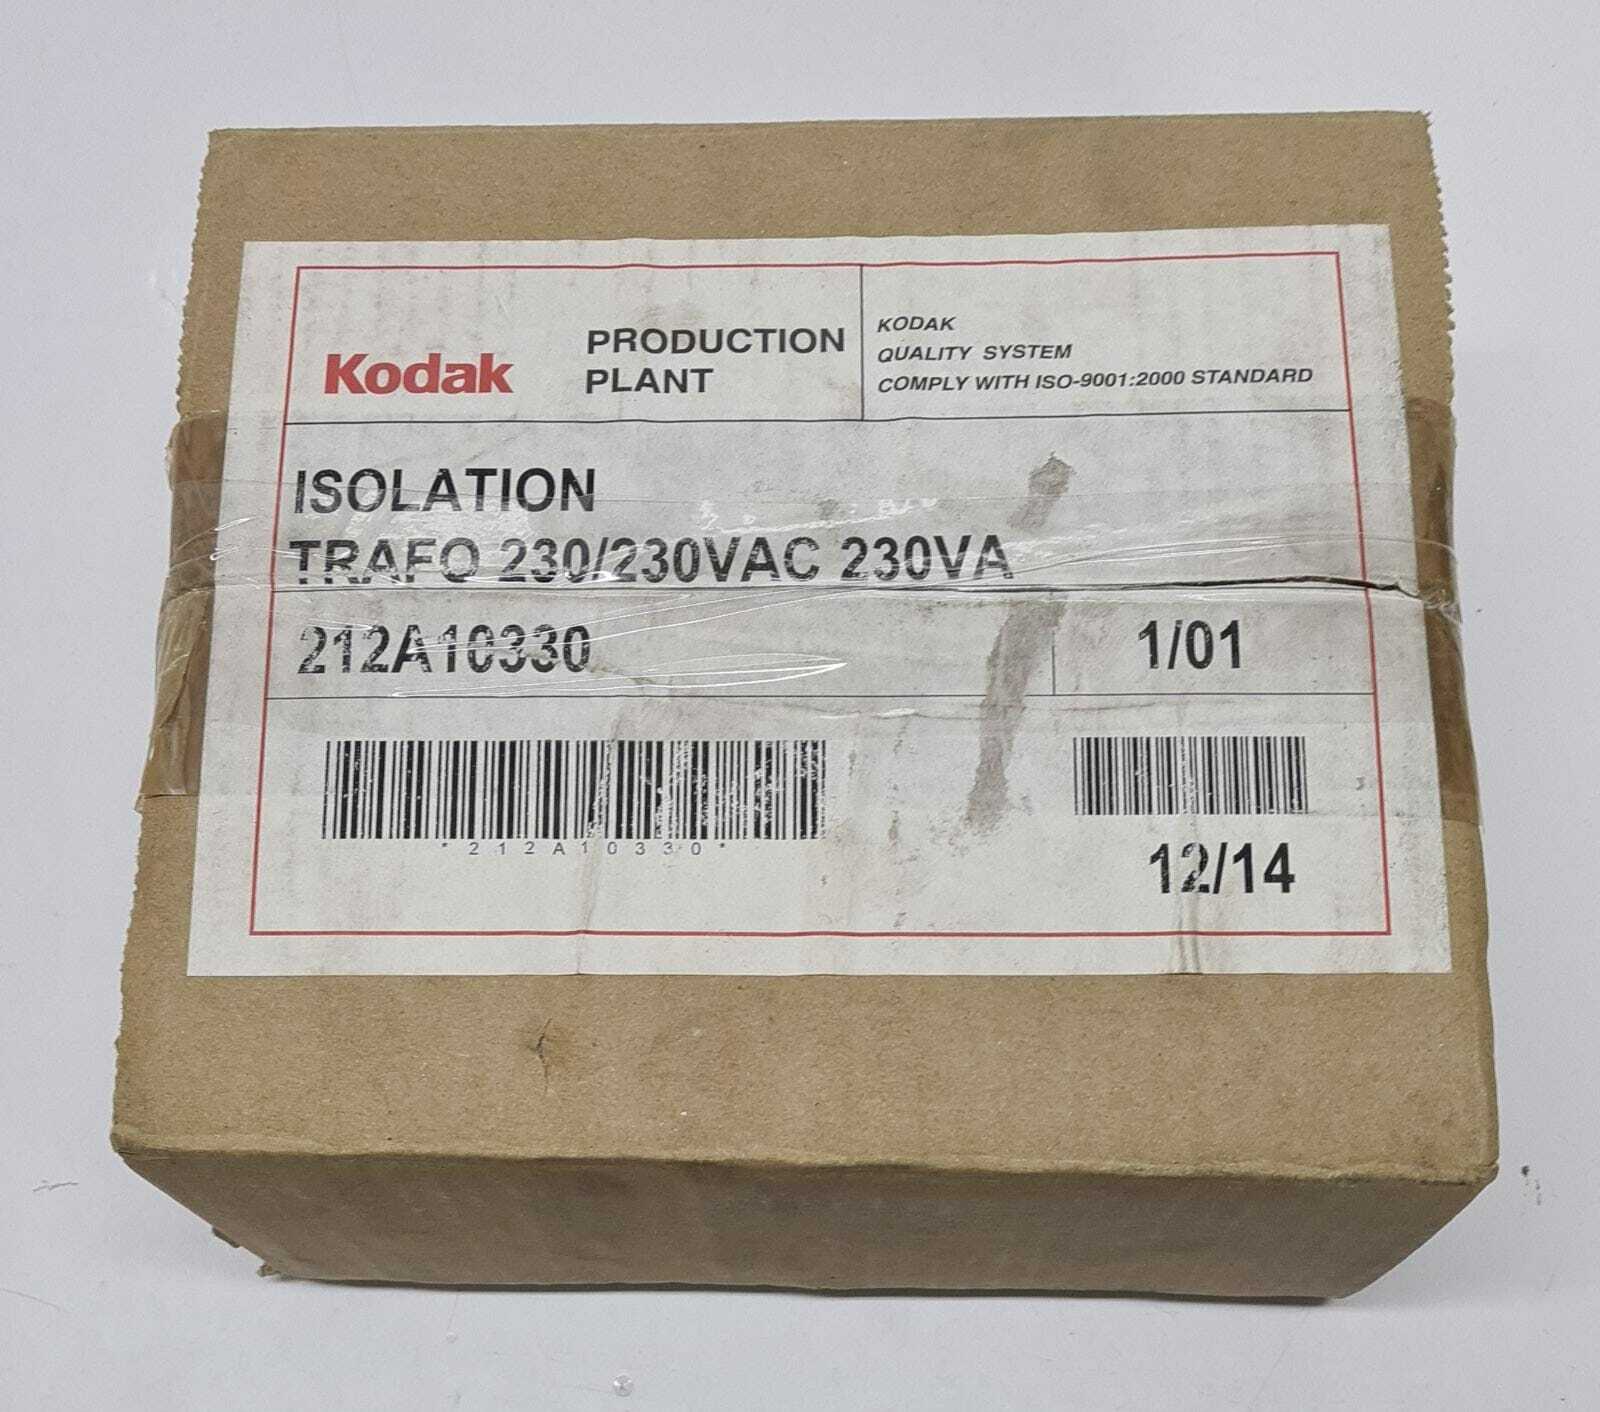 Kodak
PRODUCTION
PLANT
KODAK
QUALITY SYSTEM
COMPLY WITH ISO-9001:2000 STANDARD
ISOLATION
TRAFO 230/230VAC 230VA
212A10330
1/01
*212A10330*
12/14